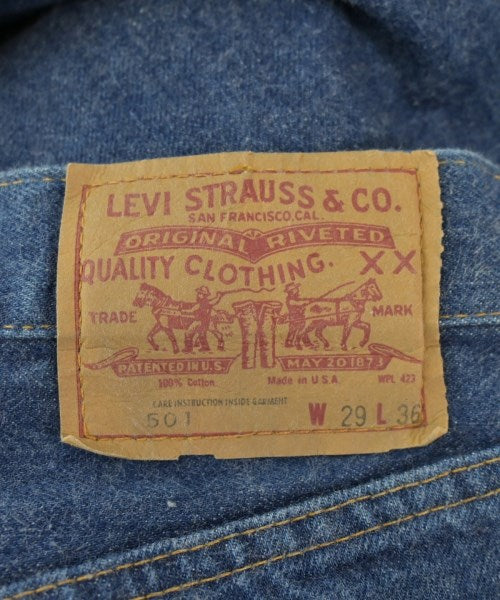 LEVI STRAUSS & CO.
SAN FRANCISCO, CAL.
ORIGINAL RIVETED
QUALITY CLOTHING. XX
TRADE MARK
PATENTED IN U.S. MAY 20 1873
100% Cotton Made in U S A WPL 423
CARE INSTRUCTION INSIDE GARMENT
501 W 29 L 36